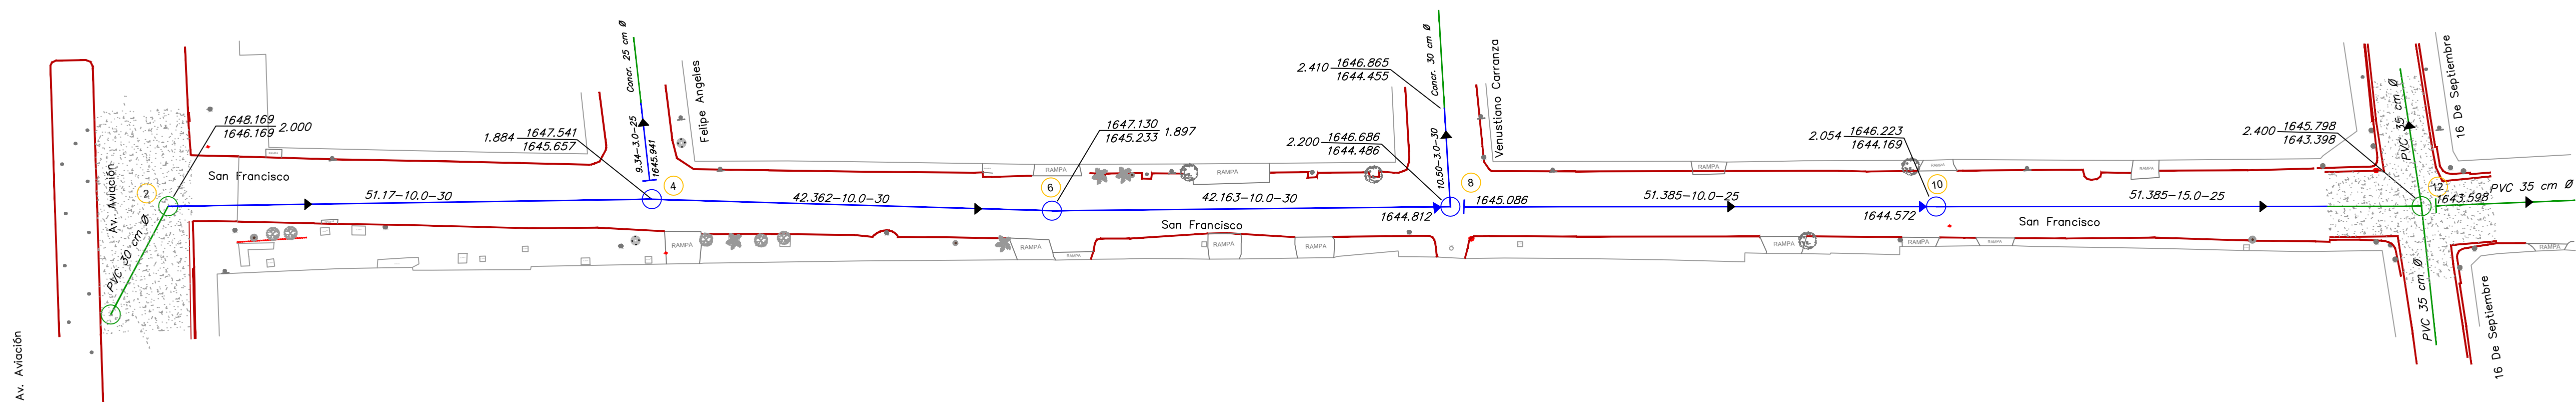 Av. Aviación
Av. Aviación
2
PVC 30 cm Ø
1648.169
1646.169
2.000
San Francisco
51.17-10.0-30
1.884
1647.541
1645.657
Concr. 25 cm Ø
9.34-3.0-25
1645.941
4
Felipe Angeles
RAMPA
42.362-10.0-30
6
1647.130
1645.233
1.897
RAMPA
RAMPA
RAMPA
RAMPA
42.163-10.0-30
San Francisco
RAMPA
RAMPA
2.410
1646.865
1644.455
2.200
1646.686
1644.486
Concr. 30 cm Ø
10.50-3.0-30
1644.812
8
1645.086
Venustiano Carranza
51.385-10.0-25
RAMPA
RAMPA
2.054
1646.223
1644.169
10
1644.572
RAMPA
RAMPA
RAMPA
San Francisco
51.385-15.0-25
RAMPA
2.400
1645.798
1643.398
PVC 35 cm Ø
12
1643.598
PVC 35 cm Ø
16 De Septiembre
PVC 35 cm Ø
16 De Septiembre
RAMPA